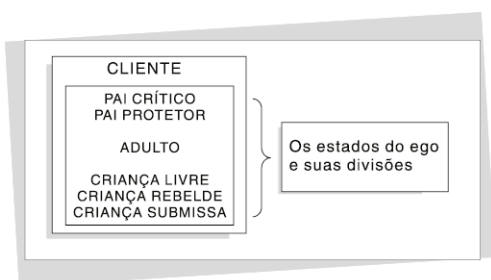 CLIENTE
PAI CRÍTICO
PAI PROTETOR
ADULTO
CRIANÇA LIVRE
CRIANÇA REBELDE
CRIANÇA SUBMISSA
Os estados do ego
e suas divisões